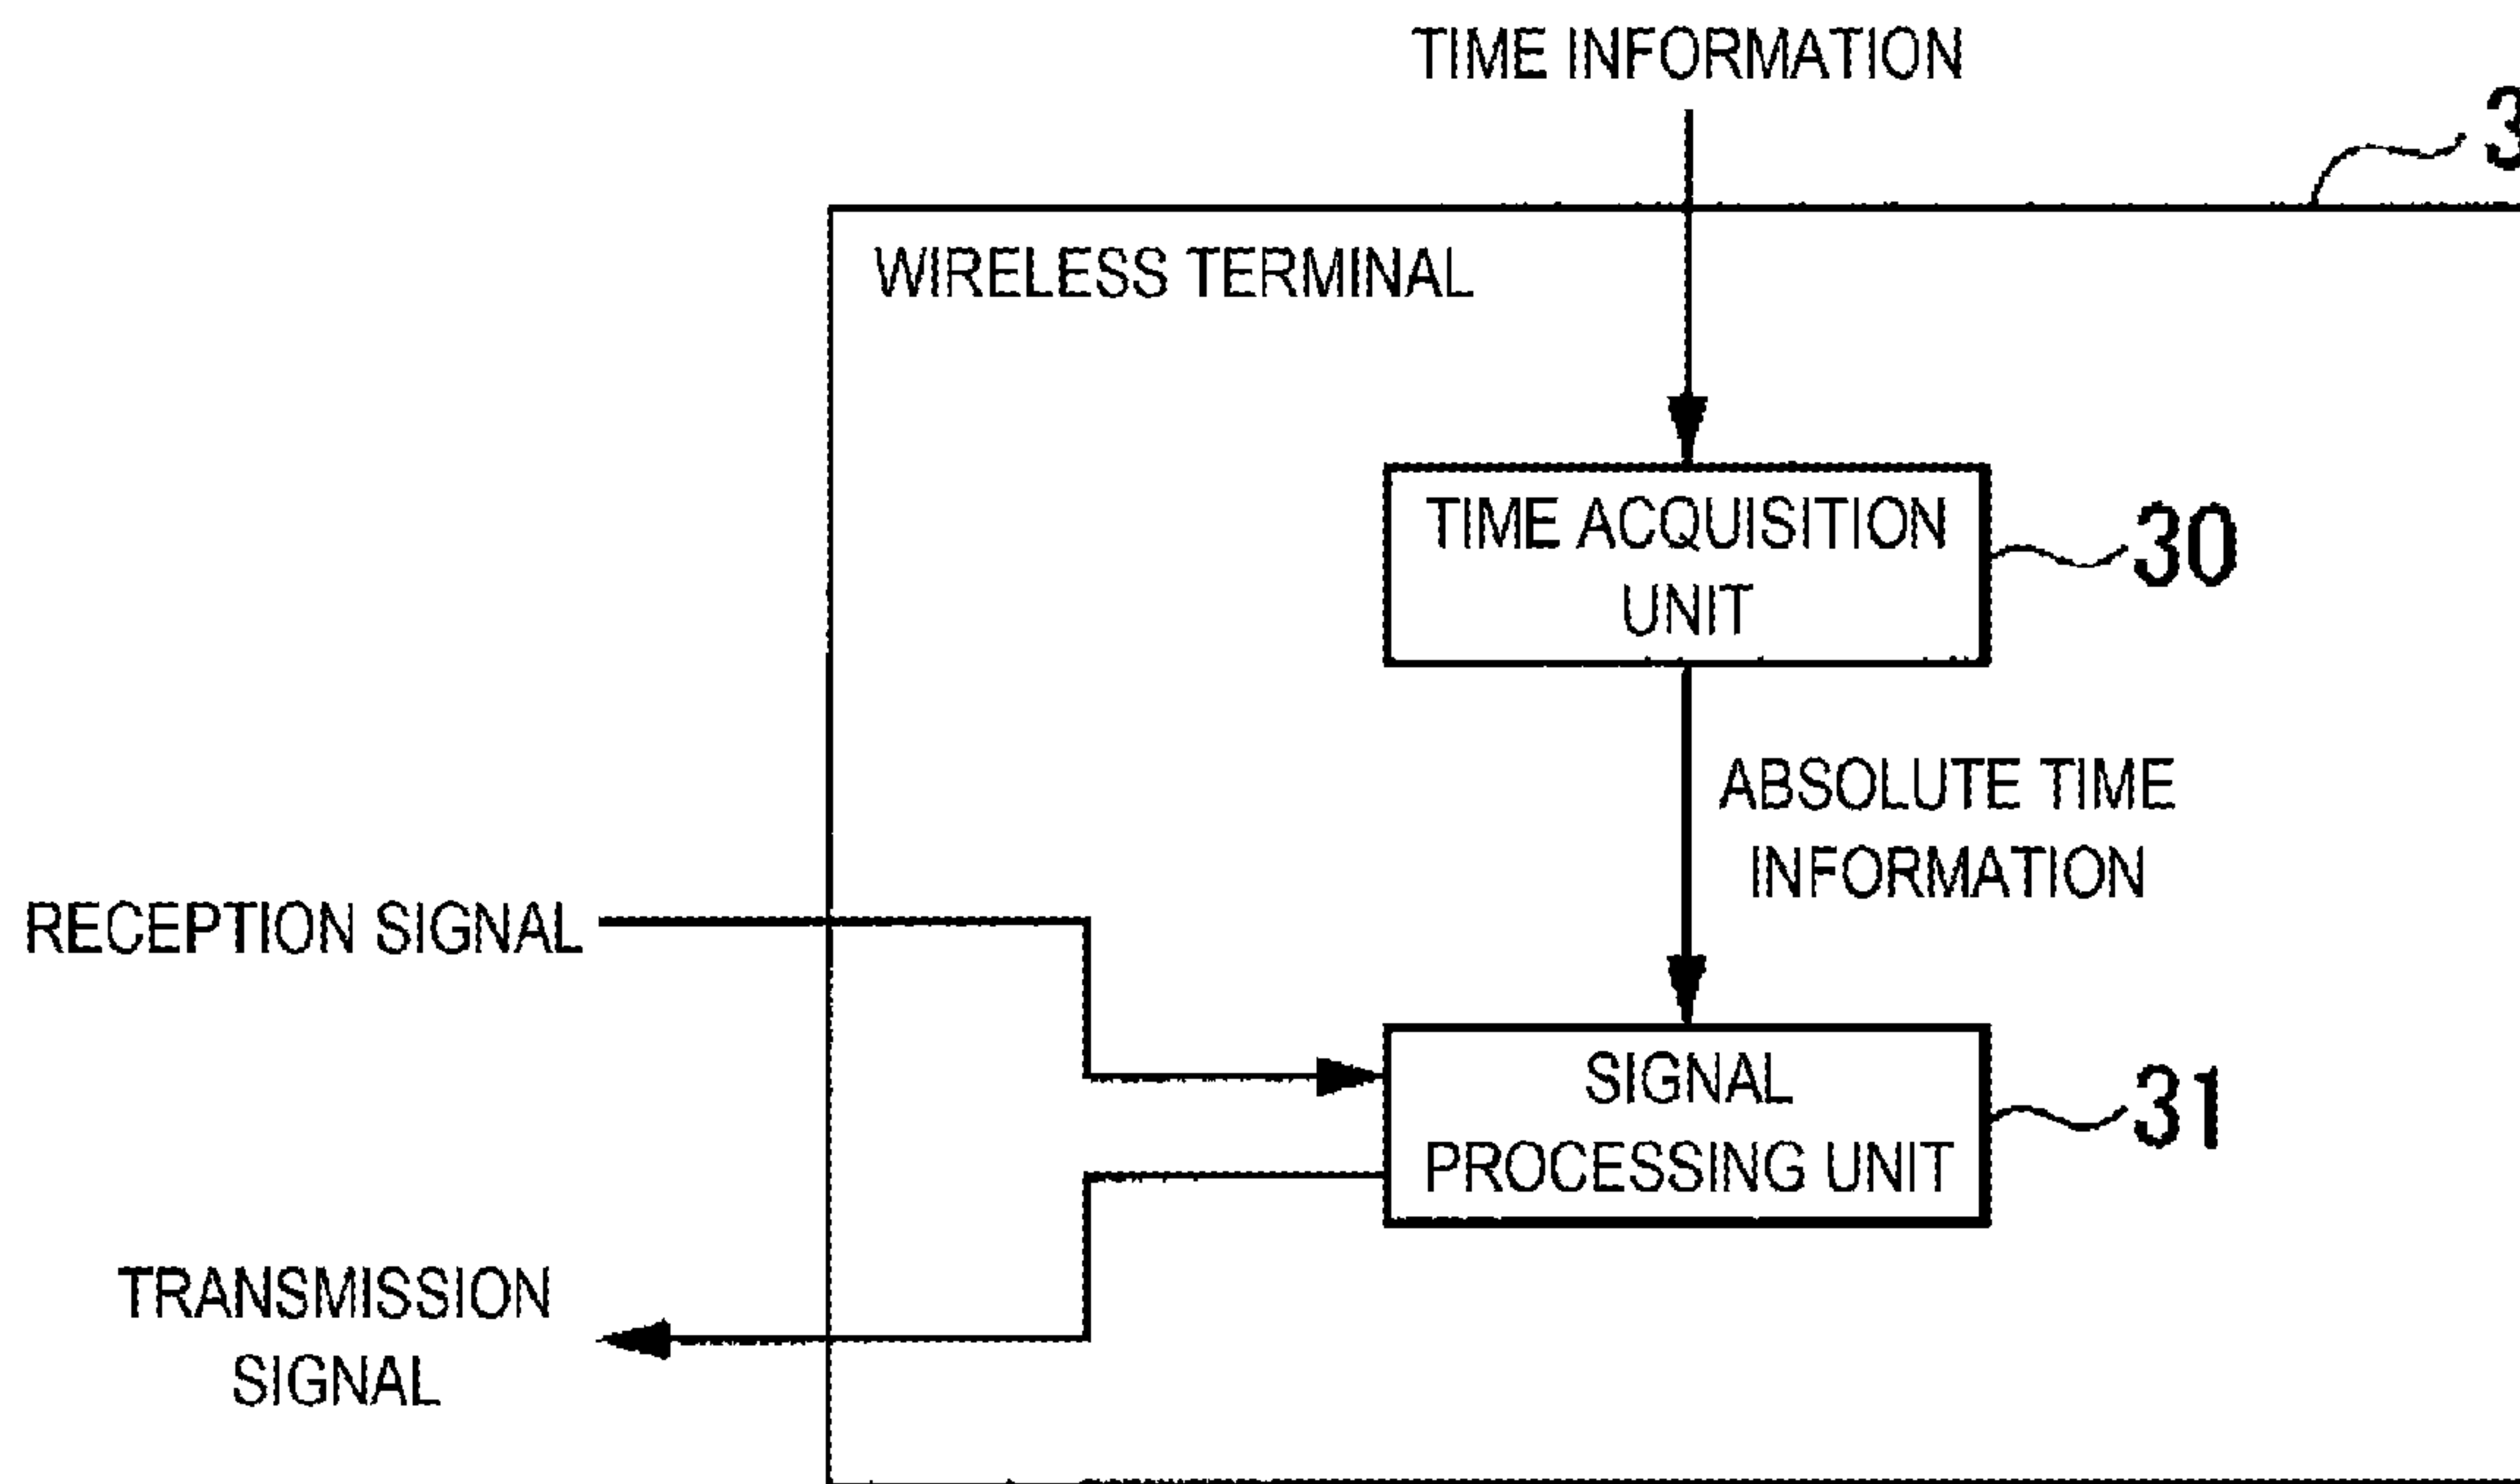 TIME INFORMATION
3
WIRELESS TERMINAL
TIME ACQUISITION
UNIT
30
ABSOLUTE TIME
INFORMATION
RECEPTION SIGNAL
SIGNAL
PROCESSING UNIT
31
TRANSMISSION
SIGNAL